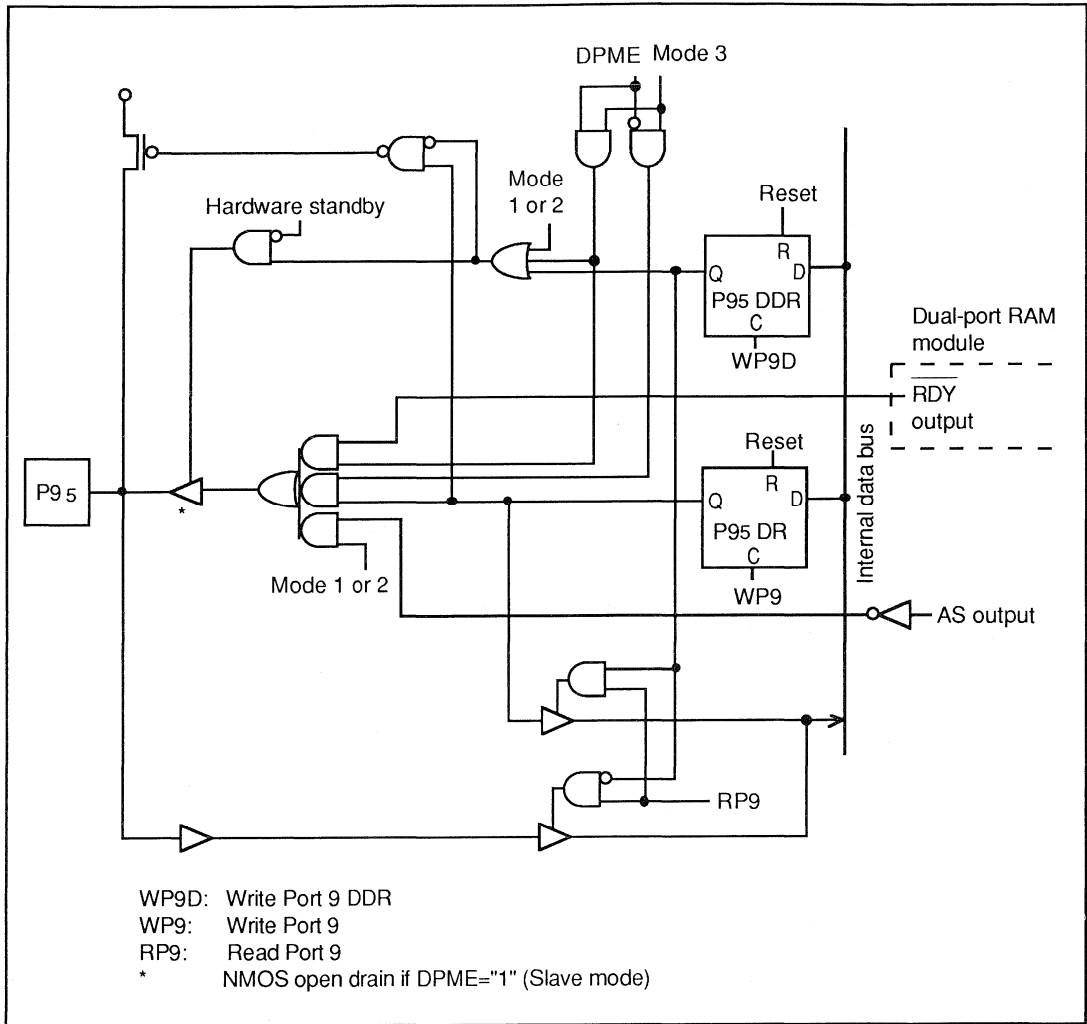 DPME Mode 3
Mode
1 or 2
Reset
Hardware standby
R
Q
D
P95 DDR
C
WP9D
Dual-port RAM
module
RDY
output
Reset
R
Q
D
P95 DR
C
WP9
Internal data bus
P95
*
Mode 1 or 2
AS output
RP9
WP9D: Write Port 9 DDR
WP9: Write Port 9
RP9: Read Port 9
* NMOS open drain if DPME="1" (Slave mode)